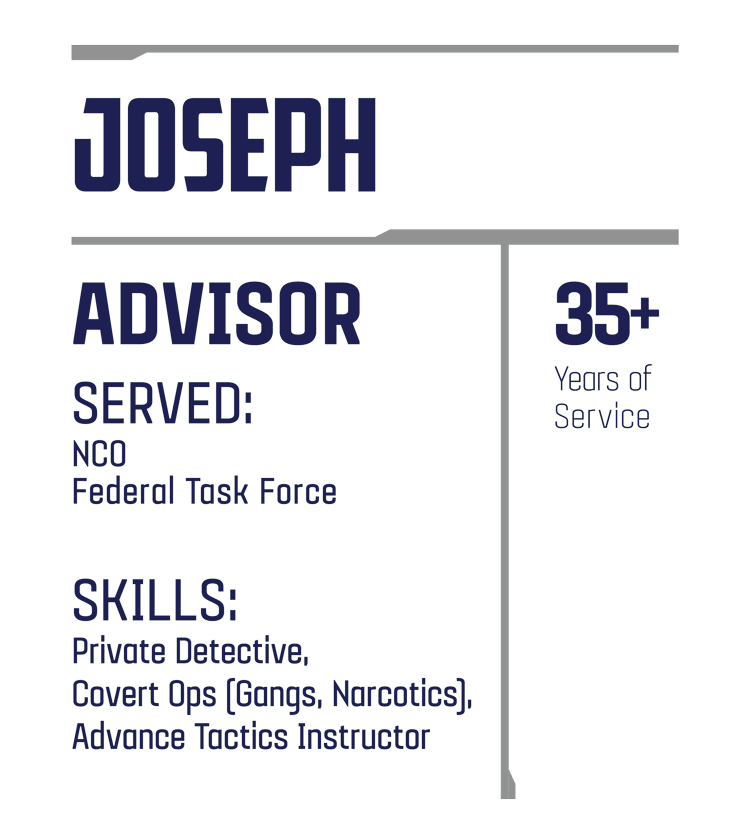 JOSEPH
ADVISOR
SERVED:
NCO
Federal Task Force
SKILLS:
Private Detective,
Covert Ops (Gangs, Narcotics),
Advance Tactics Instructor
35+
Years of
Service